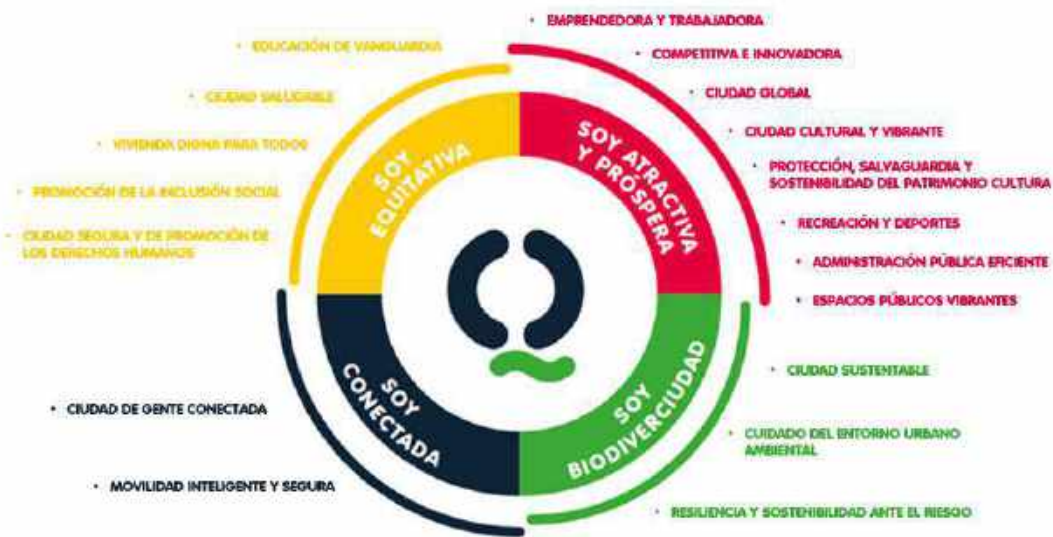 EMPRENDEDORA Y TRABAJADORA
COMPETITIVA E INNOVADORA
CIUDAD GLOBAL
CIUDAD CULTURAL Y VIBRANTE
PROTECCIÓN, SALVAGUARDIA Y
SOSTENIBILIDAD DEL PATRIMONIO CULTURA
RECREACIÓN Y DEPORTES
ADMINISTRACIÓN PÚBLICA EFICIENTE
ESPACIOS PÚBLICOS VIBRANTES
EDUCACIÓN DE VANGUARDIA
CIUDAD SALUDABLE
VIVIENDA DIGNA PARA TODOS
PROMOCIÓN DE LA INCLUSIÓN SOCIAL
CIUDAD SEGURA Y DE PROMOCIÓN DE
LOS DERECHOS HUMANOS
SOY
EQUITATIVA
SOY ATRACTIVA
Y PRÓSPERA
SOY
CONECTADA
SOY
BIODIVERCIUDAD
CIUDAD DE GENTE CONECTADA
MOVILIDAD INTELIGENTE Y SEGURA
CIUDAD SUSTENTABLE
CUIDADO DEL ENTORNO URBANO
AMBIENTAL
RESILIENCIA Y SOSTENIBILIDAD ANTE EL RIESGO